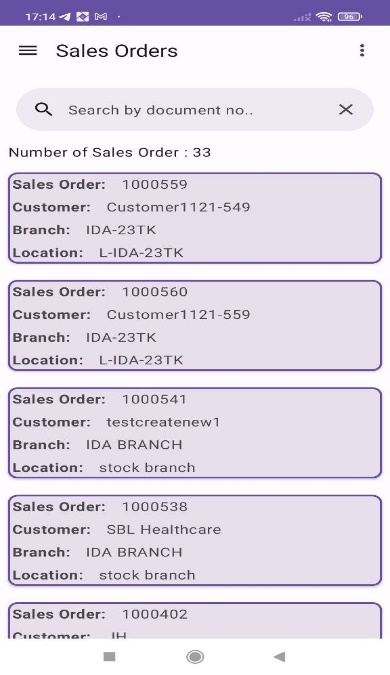 17:14
96
Sales Orders
Search by document no..
Number of Sales Order : 33
Sales Order: 1000559
Customer: Customer1121-549
Branch: IDA-23TK
Location: L-IDA-23TK
Sales Order: 1000560
Customer: Customer1121-559
Branch: IDA-23TK
Location: L-IDA-23TK
Sales Order: 1000541
Customer: testcreatenew1
Branch: IDA BRANCH
Location: stock branch
Sales Order: 1000538
Customer: SBL Healthcare
Branch: IDA BRANCH
Location: stock branch
Sales Order: 1000402
Customer: JH